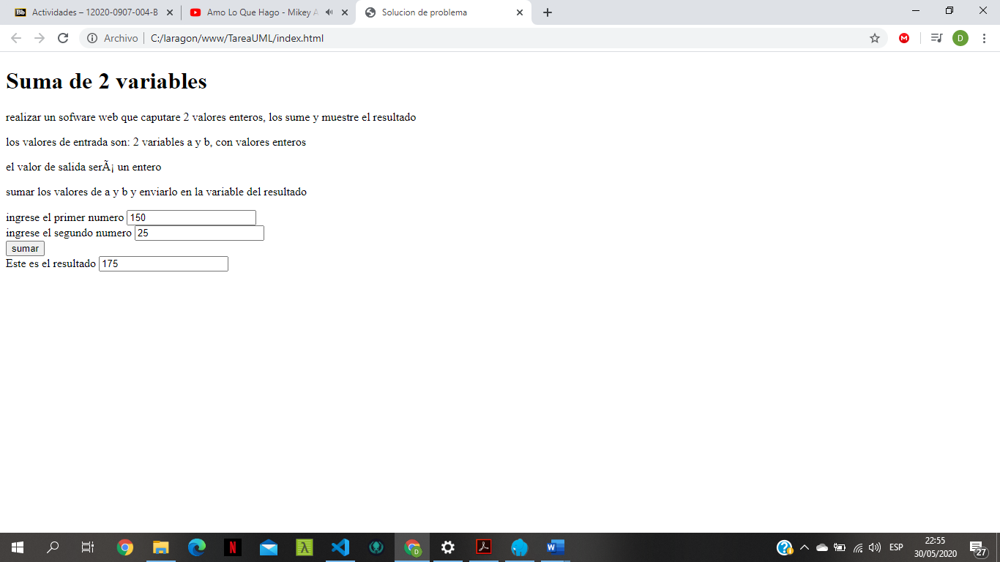 Actividades – 12020-0907-004-B
Amo Lo Que Hago - Mikey A
Solucion de problema
Archivo | C:/laragon/www/TareaUML/index.html
Suma de 2 variables
realizar un sofware web que caputare 2 valores enteros, los sume y muestre el resultado
los valores de entrada son: 2 variables a y b, con valores enteros
el valor de salida serÃ¡ un entero
sumar los valores de a y b y enviarlo en la variable del resultado
ingrese el primer numero 150
ingrese el segundo numero 25
sumar
Este es el resultado 175
ESP
22:55
30/05/2020
27